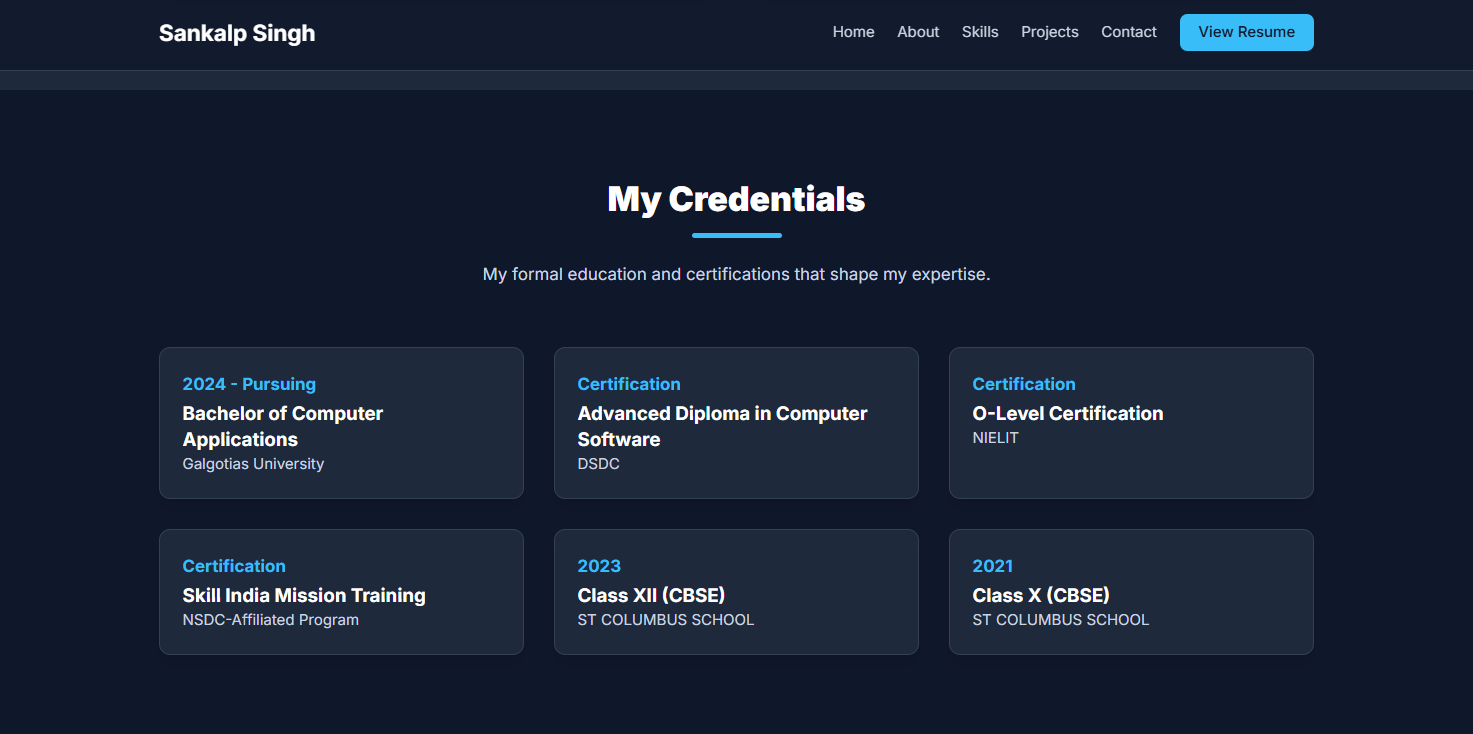 Sankalp Singh
Home About Skills Projects Contact View Resume
My Credentials
My formal education and certifications that shape my expertise.
2024 - Pursuing
Bachelor of Computer
Applications
Galgotias University
Certification
Advanced Diploma in Computer
Software
DSDC
Certification
O-Level Certification
NIELIT
Certification
Skill India Mission Training
NSDC-Affiliated Program
2023
Class XII (CBSE)
ST COLUMBUS SCHOOL
2021
Class X (CBSE)
ST COLUMBUS SCHOOL